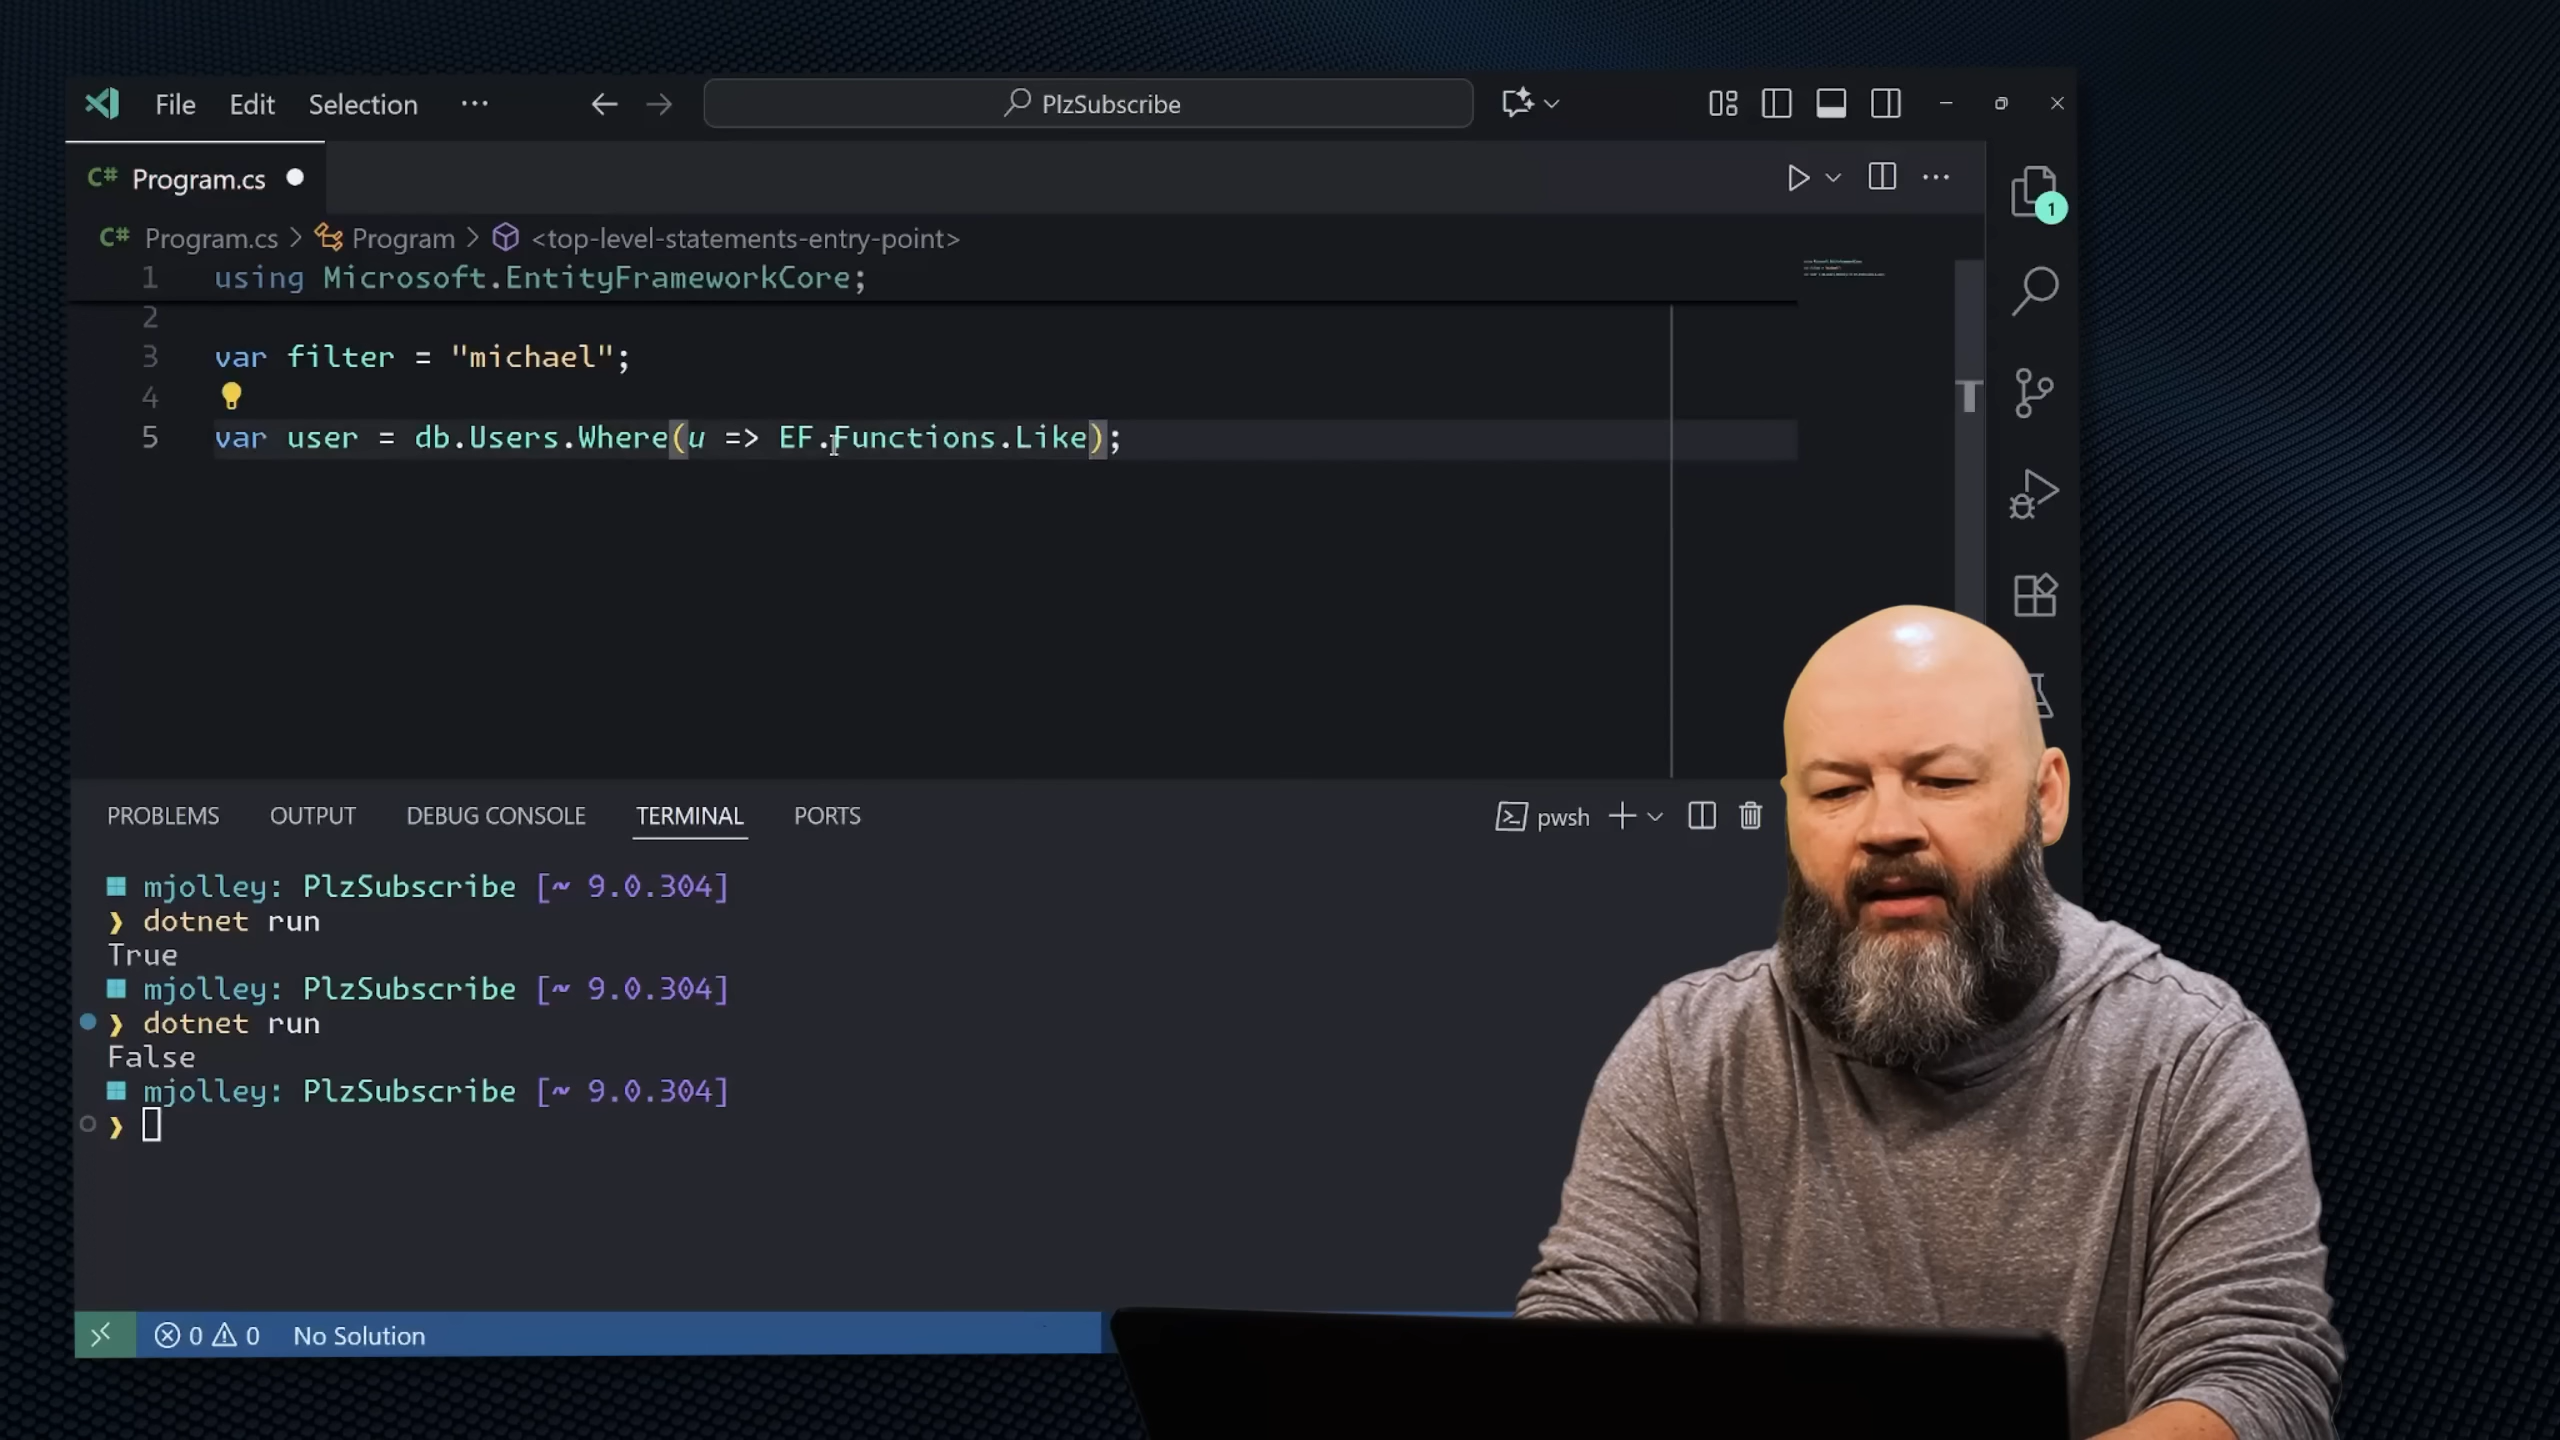 File Edit Selection ··· PlzSubscribe
C# Program.cs
C# Program.cs > Program > <top-level-statements-entry-point>
1 using Microsoft.EntityFrameworkCore;
2
3 var filter = "michael";
4
5 var user = db.Users.Where(u => EF.Functions.Like);
1
PROBLEMS OUTPUT DEBUG CONSOLE TERMINAL PORTS pwsh
mjolley: PlzSubscribe [~ 9.0.304]
❯ dotnet run
True
mjolley: PlzSubscribe [~ 9.0.304]
❯ dotnet run
False
mjolley: PlzSubscribe [~ 9.0.304]
❯
0 0 No Solution